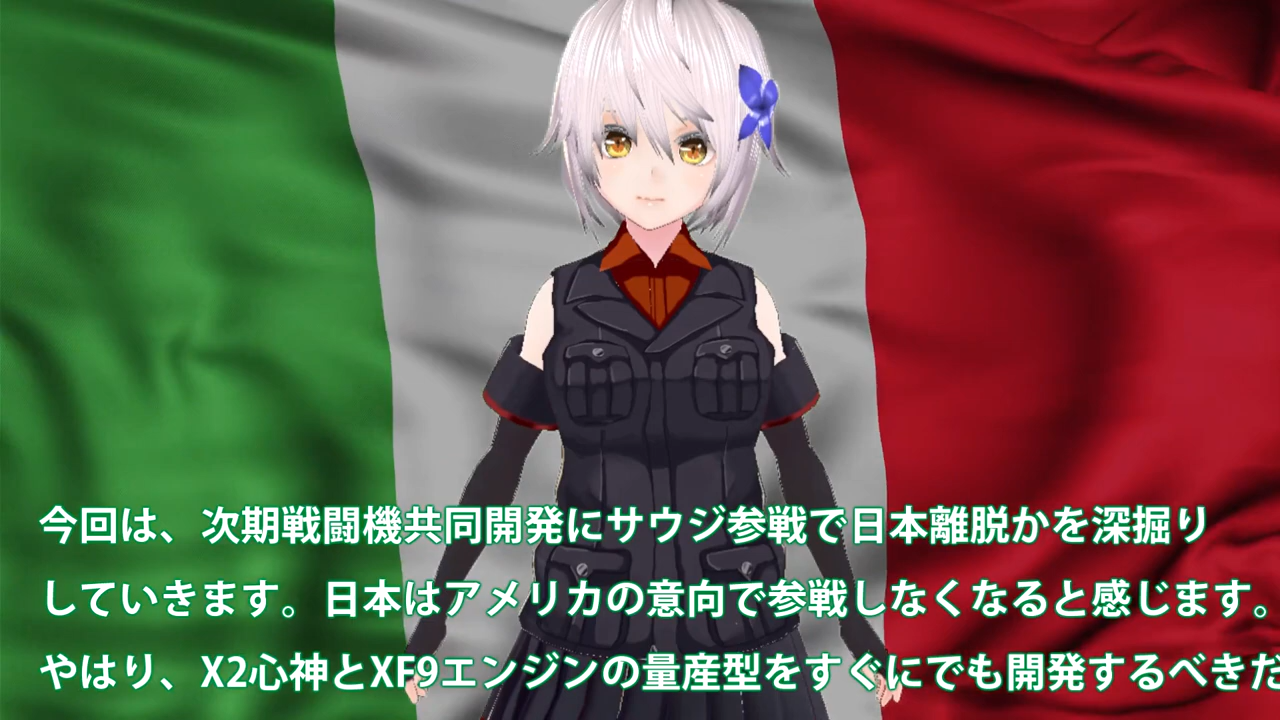 今回は、次期戦闘機共同開発にサウジ参戦で日本離脱かを深掘り
していきます。日本はアメリカの意向で参戦しなくなると感じます。
やはり、X2心神とXF9エンジンの量産型をすぐにでも開発するべきだ